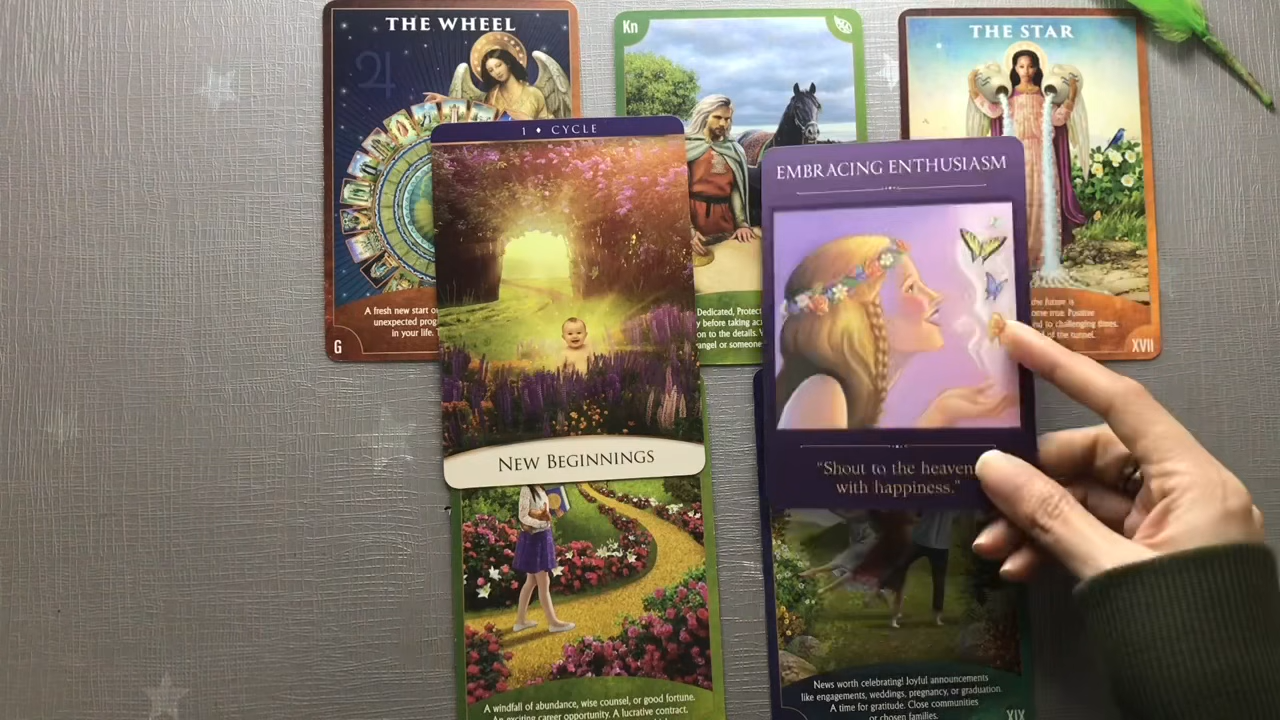 THE WHEEL
A fresh new start o
unexpected prog
in your life.
G
Kn
Dedicated, Protec
y before taking ac
on to the details.
angel or someone
THE STAR
the future is
ome true. Positive
end to challenging times.
of the tunnel.
XVII
1 ♦ CYCLE
NEW BEGINNINGS
EMBRACING ENTHUSIASM
"Shout to the heaven
with happiness."
A windfall of abundance, wise counsel, or good fortune.
An exciting career opportunity. A lucrative contract,
News worth celebrating! Joyful announcements
like engagements, weddings, pregnancy, or graduation.
A time for gratitude. Close communities
or chosen families.
XIX